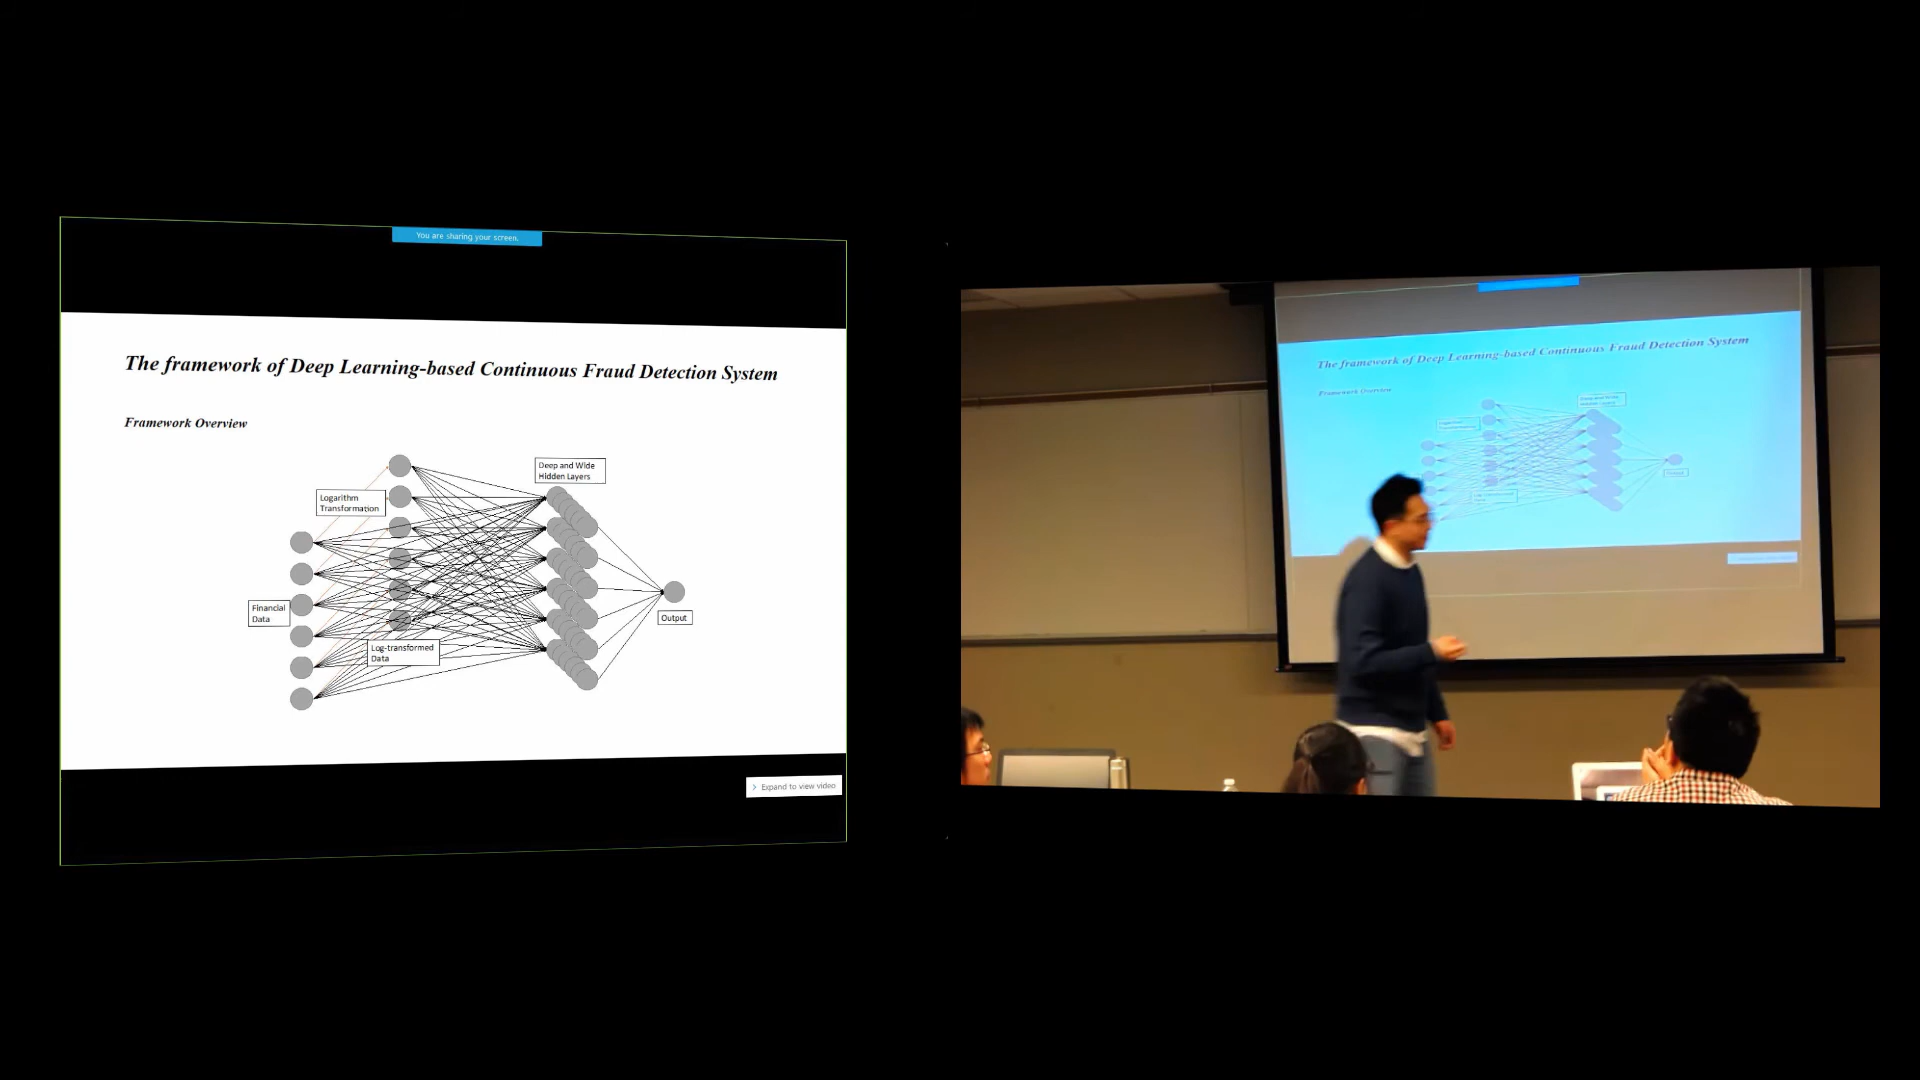 You are sharing your screen.
The framework of Deep Learning-based Continuous Fraud Detection System
Framework Overview
Deep and Wide
Hidden Layers
Logarithm
Transformation
Financial
Data
Output
Log-transformed
Data
Expand to view video
The framework of Deep Learning-based Continuous Fraud Detection System
Framework Overview